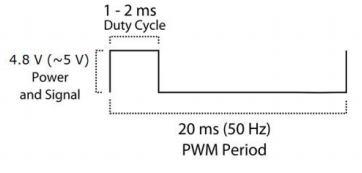 1 - 2 ms
Duty Cycle
4.8 V (~5 V)
Power
and Signal
20 ms (50 Hz)
PWM Period